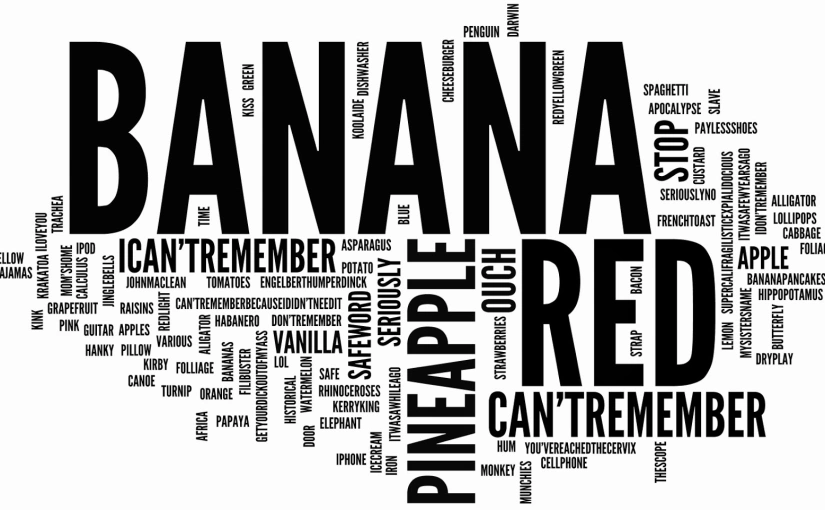 DARWIN
PENGUIN
CHEESEBURGER
DISHWASHER
KOOLAIDE
GREEN
KISS
REDYELLOWGREEN
BANANA
SPAGHETTI
APOCALYPSE
SLAVE
PAYLESSSHOES
STOP
CUSTARD
SERIOUSLYNO
FRENCHTOAST
SUPERCALIFRAGILISTICEXPIALIDOCIOUS
ITWASAFEWYEARSAGO
IDON'TREMEMBER
ALLIGATOR
LOLLIPOPS
CABBAGE
TIME
BLUE
TRACHEA
ILOVEYOU
KRAKATOA
MOM'SHOME
IPOD
CALCULUS
JINGLEBELLS
ICAN'TREMEMBER
ASPARAGUS
POTATO
JOHNMACLEAN
TOMATOES
ENGELBERTHUMPERDINCK
SERIOUSLY
PINEAPPLE
OUCH
RED
BACON
STRAP
APPLE
BANANAPANCAKES
HIPPOPOTAMUS
LEMON
MYSISTERSNAME
BUTTERFLY
DRYPLAY
KINK
GRAPEFRUIT
PINK
GUITAR
APPLES
RAISINS
REDLIGHT
CAN'TREMEMBERBECAUSEIDIDN'TNEEDIT
ALIGATOR
HABANERO
DON'TREMEMBER
VANILLA
SAFEWORD
STRAWBERRIES
HANKY
PILLOW
VARIOUS
KIRBY
FOLLIAGE
CANOE
TURNIP
ORANGE
BANANAS
FILIBUSTER
GETYOURDICKOUTOFMYASS
LOL
HISTORICAL
WATERMELON
SAFE
RHINOCEROSES
KERRYKING
ELEPHANT
ITWASAWHILEAGO
AFRICA
PAPAYA
DOOR
IPHONE
ICECREAM
IRON
CAN'TREMEMBER
HUM
YOU'VEREACHEDTHECERVIX
CELLPHONE
MONKEY
MUNCHIES
THESCOPE